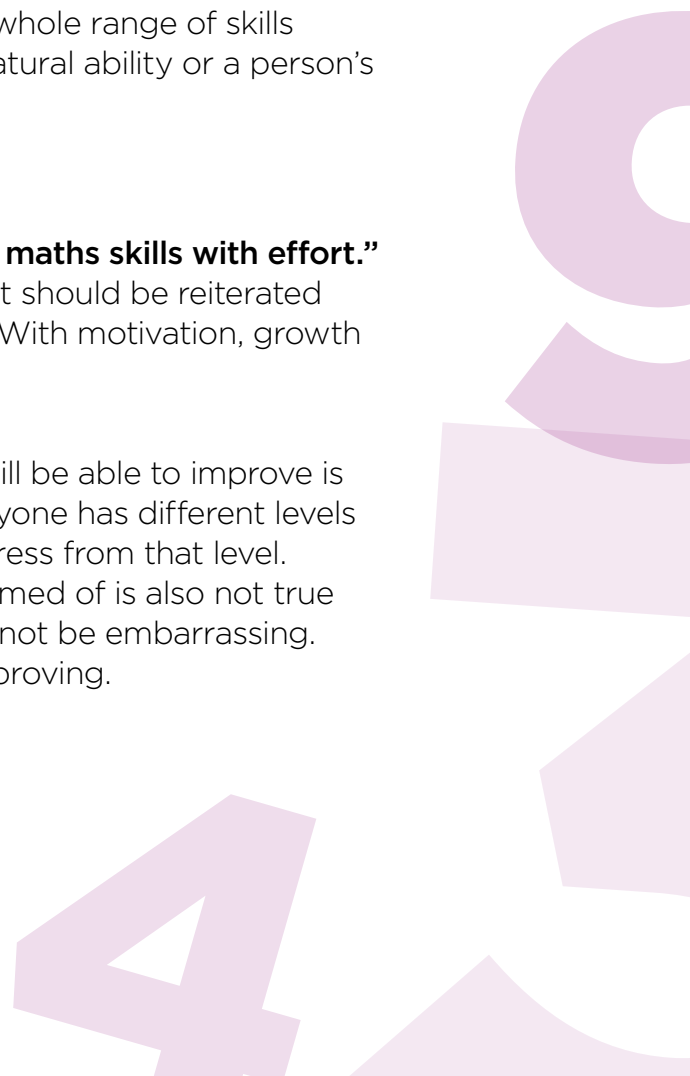 whole range of skills
atural ability or a person's
maths skills with effort.”
t should be reiterated
With motivation, growth
ill be able to improve is
yone has different levels
ress from that level.
med of is also not true
not be embarrassing.
proving.
9
4